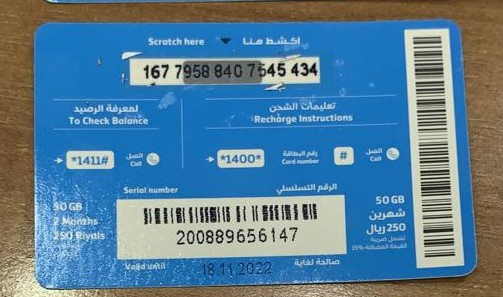 Scratch here اكشط هنا
167 7958 840 7645 434
لمعرفة الرصيد
To Check Balance
تعليمات الشحن
Recharge Instructions
*1411#
اتصل
Call
*1400*
رقم البطاقة
Card number
#
اتصل
Call
Serial number الرقم التسلسلي
200889656147
50 GB
2 Months
250 Riyals
50 GB
شهرين
250 ريال
تشمل ضريبة
القيمة المضافة 15%
Valid until 18.11.2022 صالحة لغاية